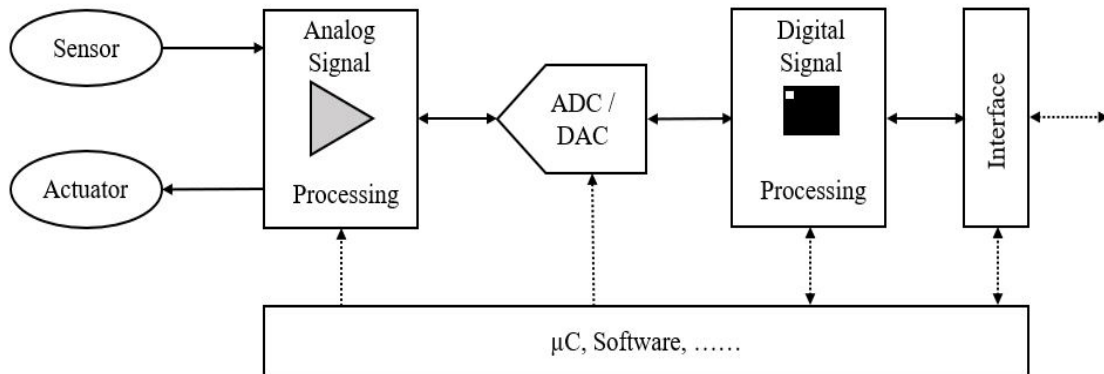 Sensor
Actuator
Analog
Signal
Processing
ADC /
DAC
Digital
Signal
Processing
Interface
μC, Software, ……